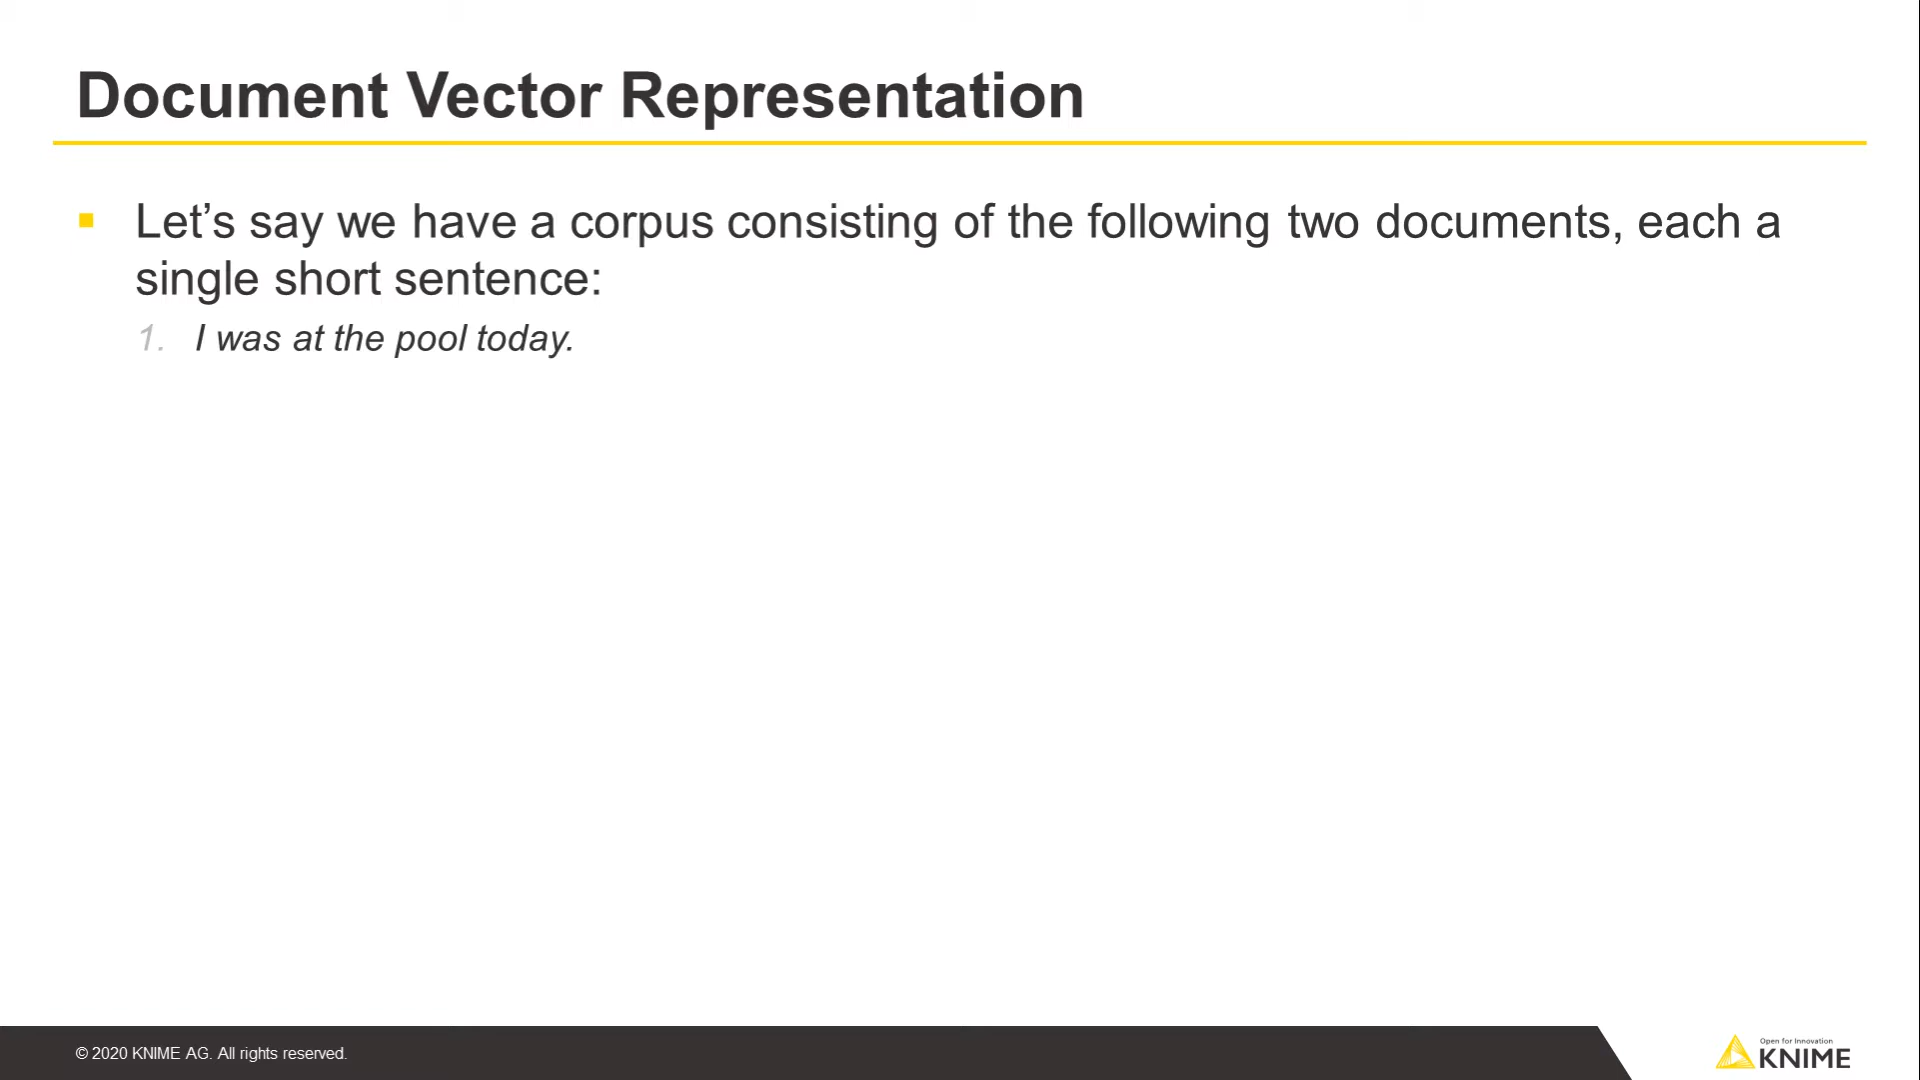 Document Vector Representation
Let’s say we have a corpus consisting of the following two documents, each a
single short sentence:
1. I was at the pool today.
© 2020 KNIME AG. All rights reserved.
Open for Innovation
KNIME